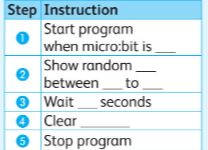 Step Instruction
1 Start program
when micro:bit is ___
2 Show random ___
between ___ to ___
3 Wait ___ seconds
4 Clear ________
5 Stop program